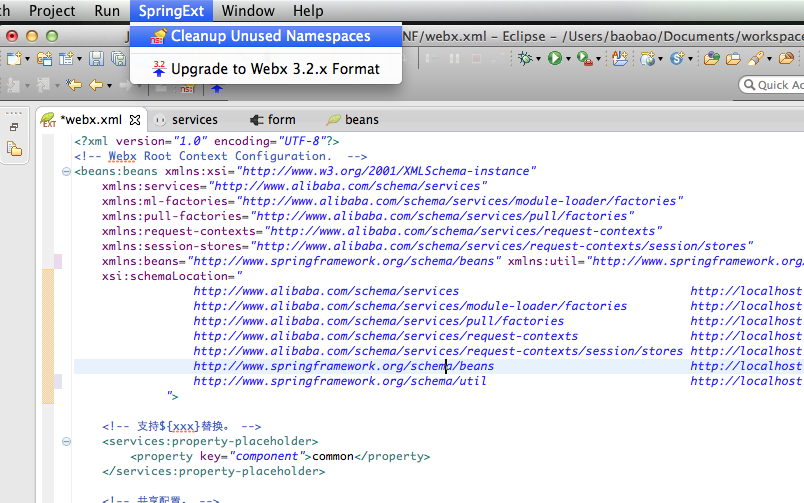 ch Project Run SpringExt Window Help
Cleanup Unused Namespaces
NF/webx.xml – Eclipse – /Users/baobao/Documents/workspace
3.2 Upgrade to Webx 3.2.x Format
Quick Ac
*webx.xml services form beans
<?xml version="1.0" encoding="UTF-8"?>
<!-- Webx Root Context Configuration. -->
<beans:beans xmlns:xsi="http://www.w3.org/2001/XMLSchema-instance"
xmlns:services="http://www.alibaba.com/schema/services"
xmlns:ml-factories="http://www.alibaba.com/schema/services/module-loader/factories"
xmlns:pull-factories="http://www.alibaba.com/schema/services/pull/factories"
xmlns:request-contexts="http://www.alibaba.com/schema/services/request-contexts"
xmlns:session-stores="http://www.alibaba.com/schema/services/request-contexts/session/stores"
xmlns:beans="http://www.springframework.org/schema/beans" xmlns:util="http://www.springframework.
xsi:schemaLocation="
http://www.alibaba.com/schema/services http://localhost
http://www.alibaba.com/schema/services/module-loader/factories http://localhost
http://www.alibaba.com/schema/services/pull/factories http://localhost
http://www.alibaba.com/schema/services/request-contexts http://localhost
http://www.alibaba.com/schema/services/request-contexts/session/stores http://localhost
http://www.springframework.org/schema/beans http://localhost
http://www.springframework.org/schema/util http://localhost
">
<!-- 支持${xxx}替换。 -->
<services:property-placeholder>
<property key="component">common</property>
</services:property-placeholder>
<!-- 共享配置。 -->